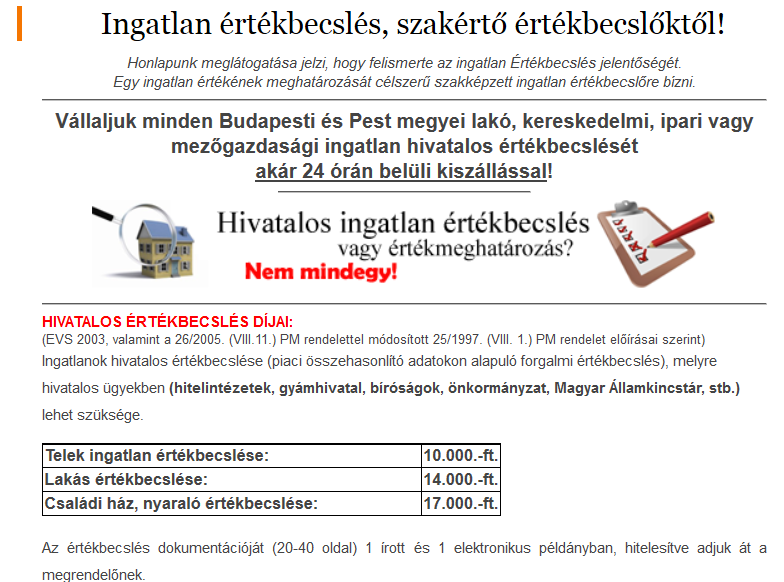 Ingatlan értékbecslés, szakértő értékbecslőktől!
Honlapunk meglátogatása jelzi, hogy felismerte az ingatlan Értékbecslés jelentőségét.
Egy ingatlan értékének meghatározását célszerű szakképzett ingatlan értékbecslőre bízni.
Vállaljuk minden Budapesti és Pest megyei lakó, kereskedelmi, ipari vagy
mezőgazdasági ingatlan hivatalos értékbecslését
akár 24 órán belüli kiszállással!
Hivatalos ingatlan értékbecslés
vagy értékmeghatározás?
Nem mindegy!
HIVATALOS ÉRTÉKBECSLÉS DÍJAI:
(EVS 2003, valamint a 26/2005. (VIII.11.) PM rendelettel módosított 25/1997. (VIII. 1.) PM rendelet előírásai szerint)
Ingatlanok hivatalos értékbecslése (piaci összehasonlító adatokon alapuló forgalmi értékbecslés), melyre
hivatalos ügyekben (hitelintézetek, gyámhivatal, bíróságok, önkormányzat, Magyar Államkincstár, stb.)
lehet szüksége.
Telek ingatlan értékbecslése: 10.000.-ft.
Lakás értékbecslése: 14.000.-ft.
Családi ház, nyaraló értékbecslése: 17.000.-ft.
Az értékbecslés dokumentációját (20-40 oldal) 1 írott és 1 elektronikus példányban, hitelesítve adjuk át a
megrendelőnek.